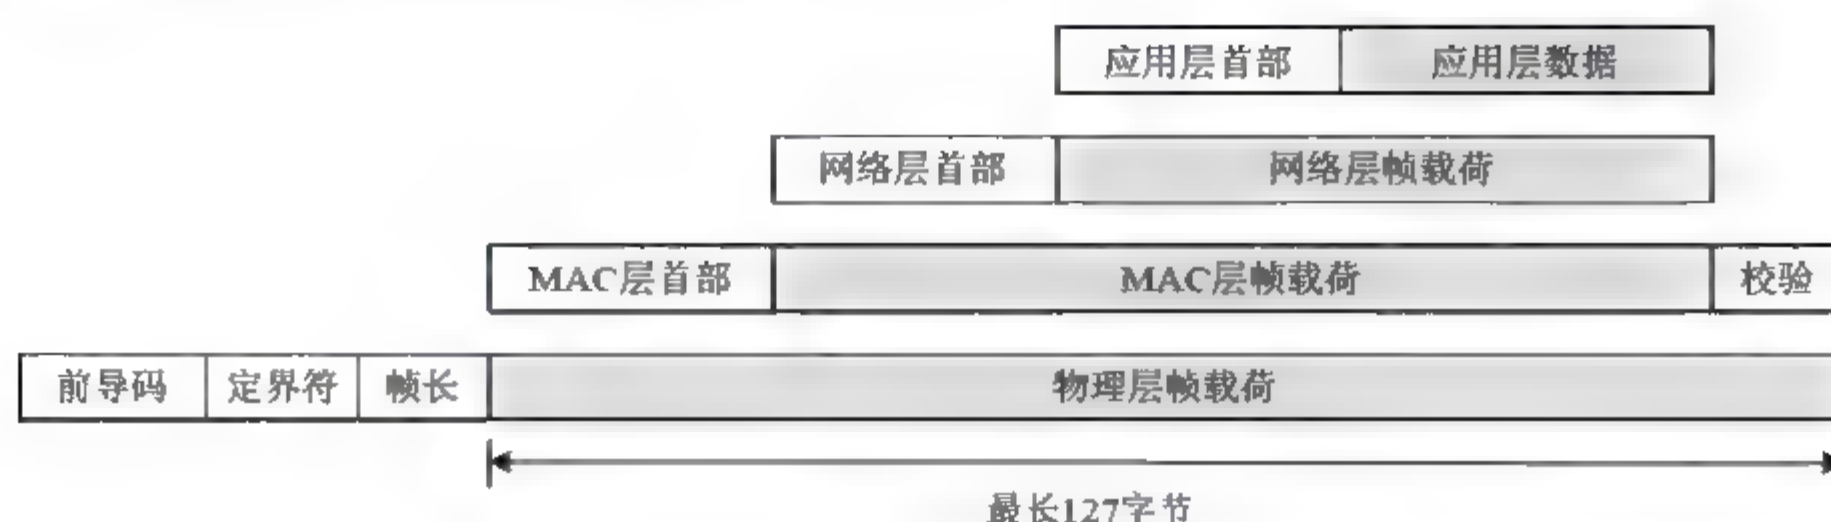 应用层首部 应用层数据
网络层首部 网络层帧载荷
MAC层首部 MAC层帧载荷 校验
前导码 定界符 帧长 物理层帧载荷
最长127字节